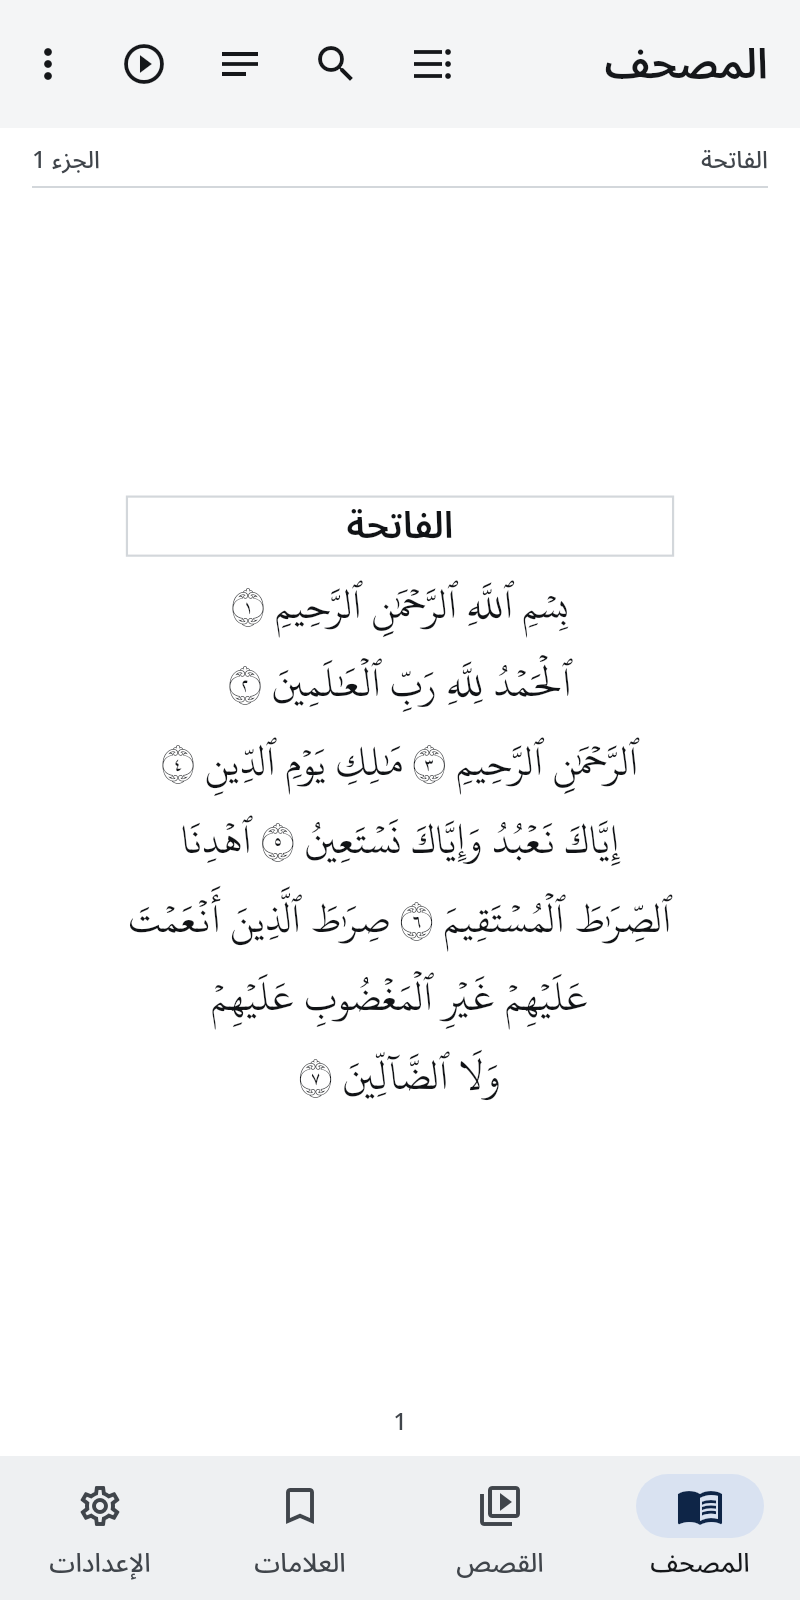 المصحف
الفاتحة
الجزء 1
الفاتحة
بِسۡمِ ٱللَّهِ ٱلرَّحۡمَٰنِ ٱلرَّحِيمِ ١
ٱلۡحَمۡدُ لِلَّهِ رَبِّ ٱلۡعَٰلَمِينَ ٢
ٱلرَّحۡمَٰنِ ٱلرَّحِيمِ ٣ مَٰلِكِ يَوۡمِ ٱلدِّينِ ٤
إِيَّاكَ نَعۡبُدُ وَإِيَّاكَ نَسۡتَعِينُ ٥ ٱهۡدِنَا
ٱلصِّرَٰطَ ٱلۡمُسۡتَقِيمَ ٦ صِرَٰطَ ٱلَّذِينَ أَنۡعَمۡتَ
عَلَيۡهِمۡ غَيۡرِ ٱلۡمَغۡضُوبِ عَلَيۡهِمۡ
وَلَا ٱلضَّآلِّينَ ٧
1
المصحف
القصص
العلامات
الإعدادات